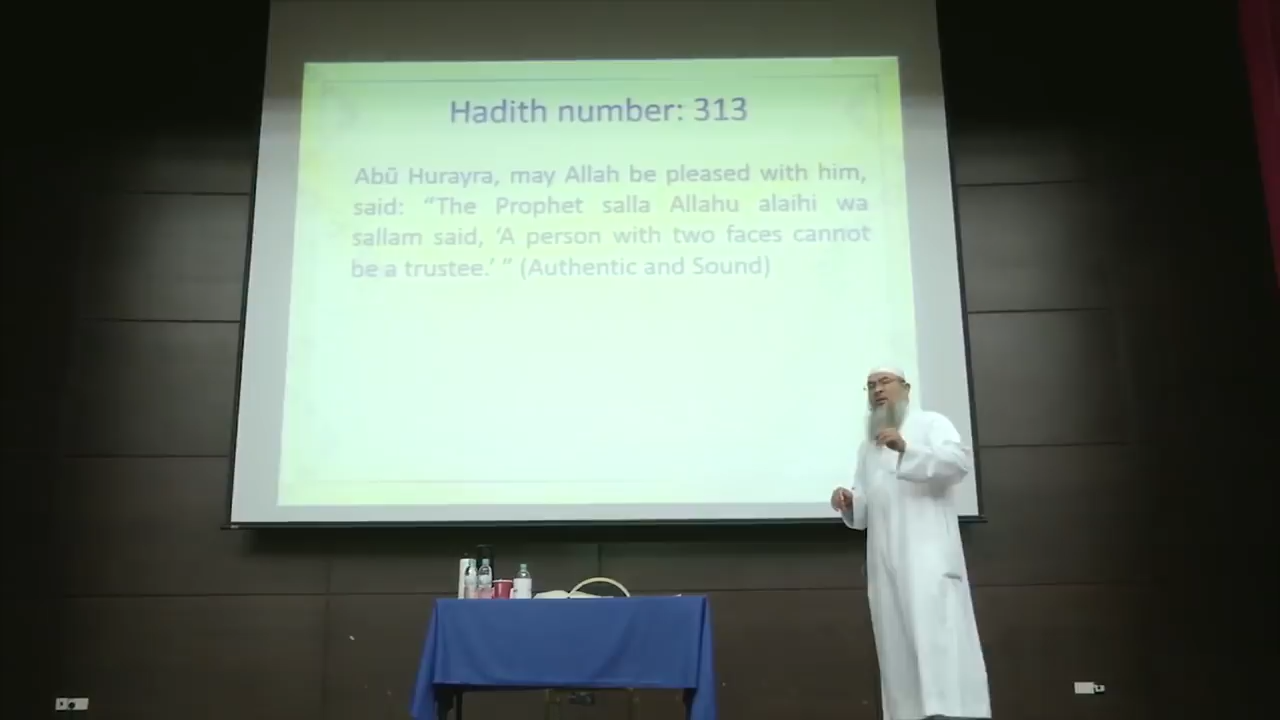 Hadith number: 313
Abū Hurayra, may Allah be pleased with him,
said: “The Prophet salla Allahu alaihi wa
sallam said, ‘A person with two faces cannot
be a trustee.’ ” (Authentic and Sound)